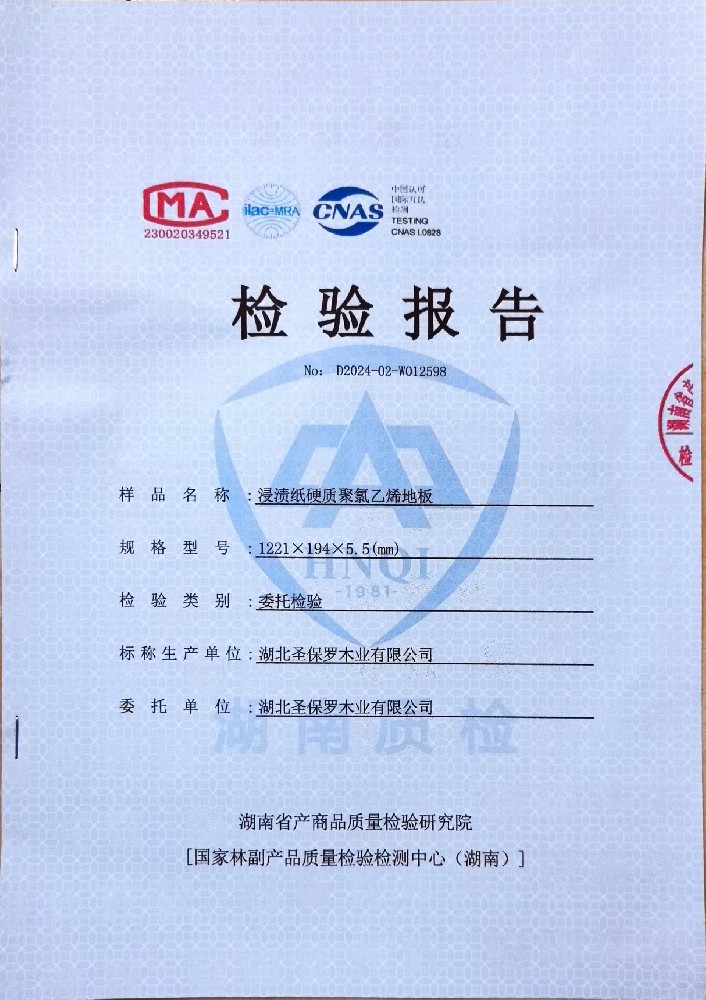 MA
230020349521
ilac-MRA
CNAS
中国认可
国际互认
检测
TESTING
CNAS L0828
检验报告
No: D2024-02-W012598
样品名称:浸渍纸硬质聚氯乙烯地板
规格型号:1221×194×5.5(mm)
HNQI
-1981-
检验类别:委托检验
标称生产单位:湖北圣保罗木业有限公司
委托单位:湖北圣保罗木业有限公司
湖南质检
湖南省产商品质量检验研究院
[国家林副产品质量检验检测中心（湖南）]
湖南省产
检